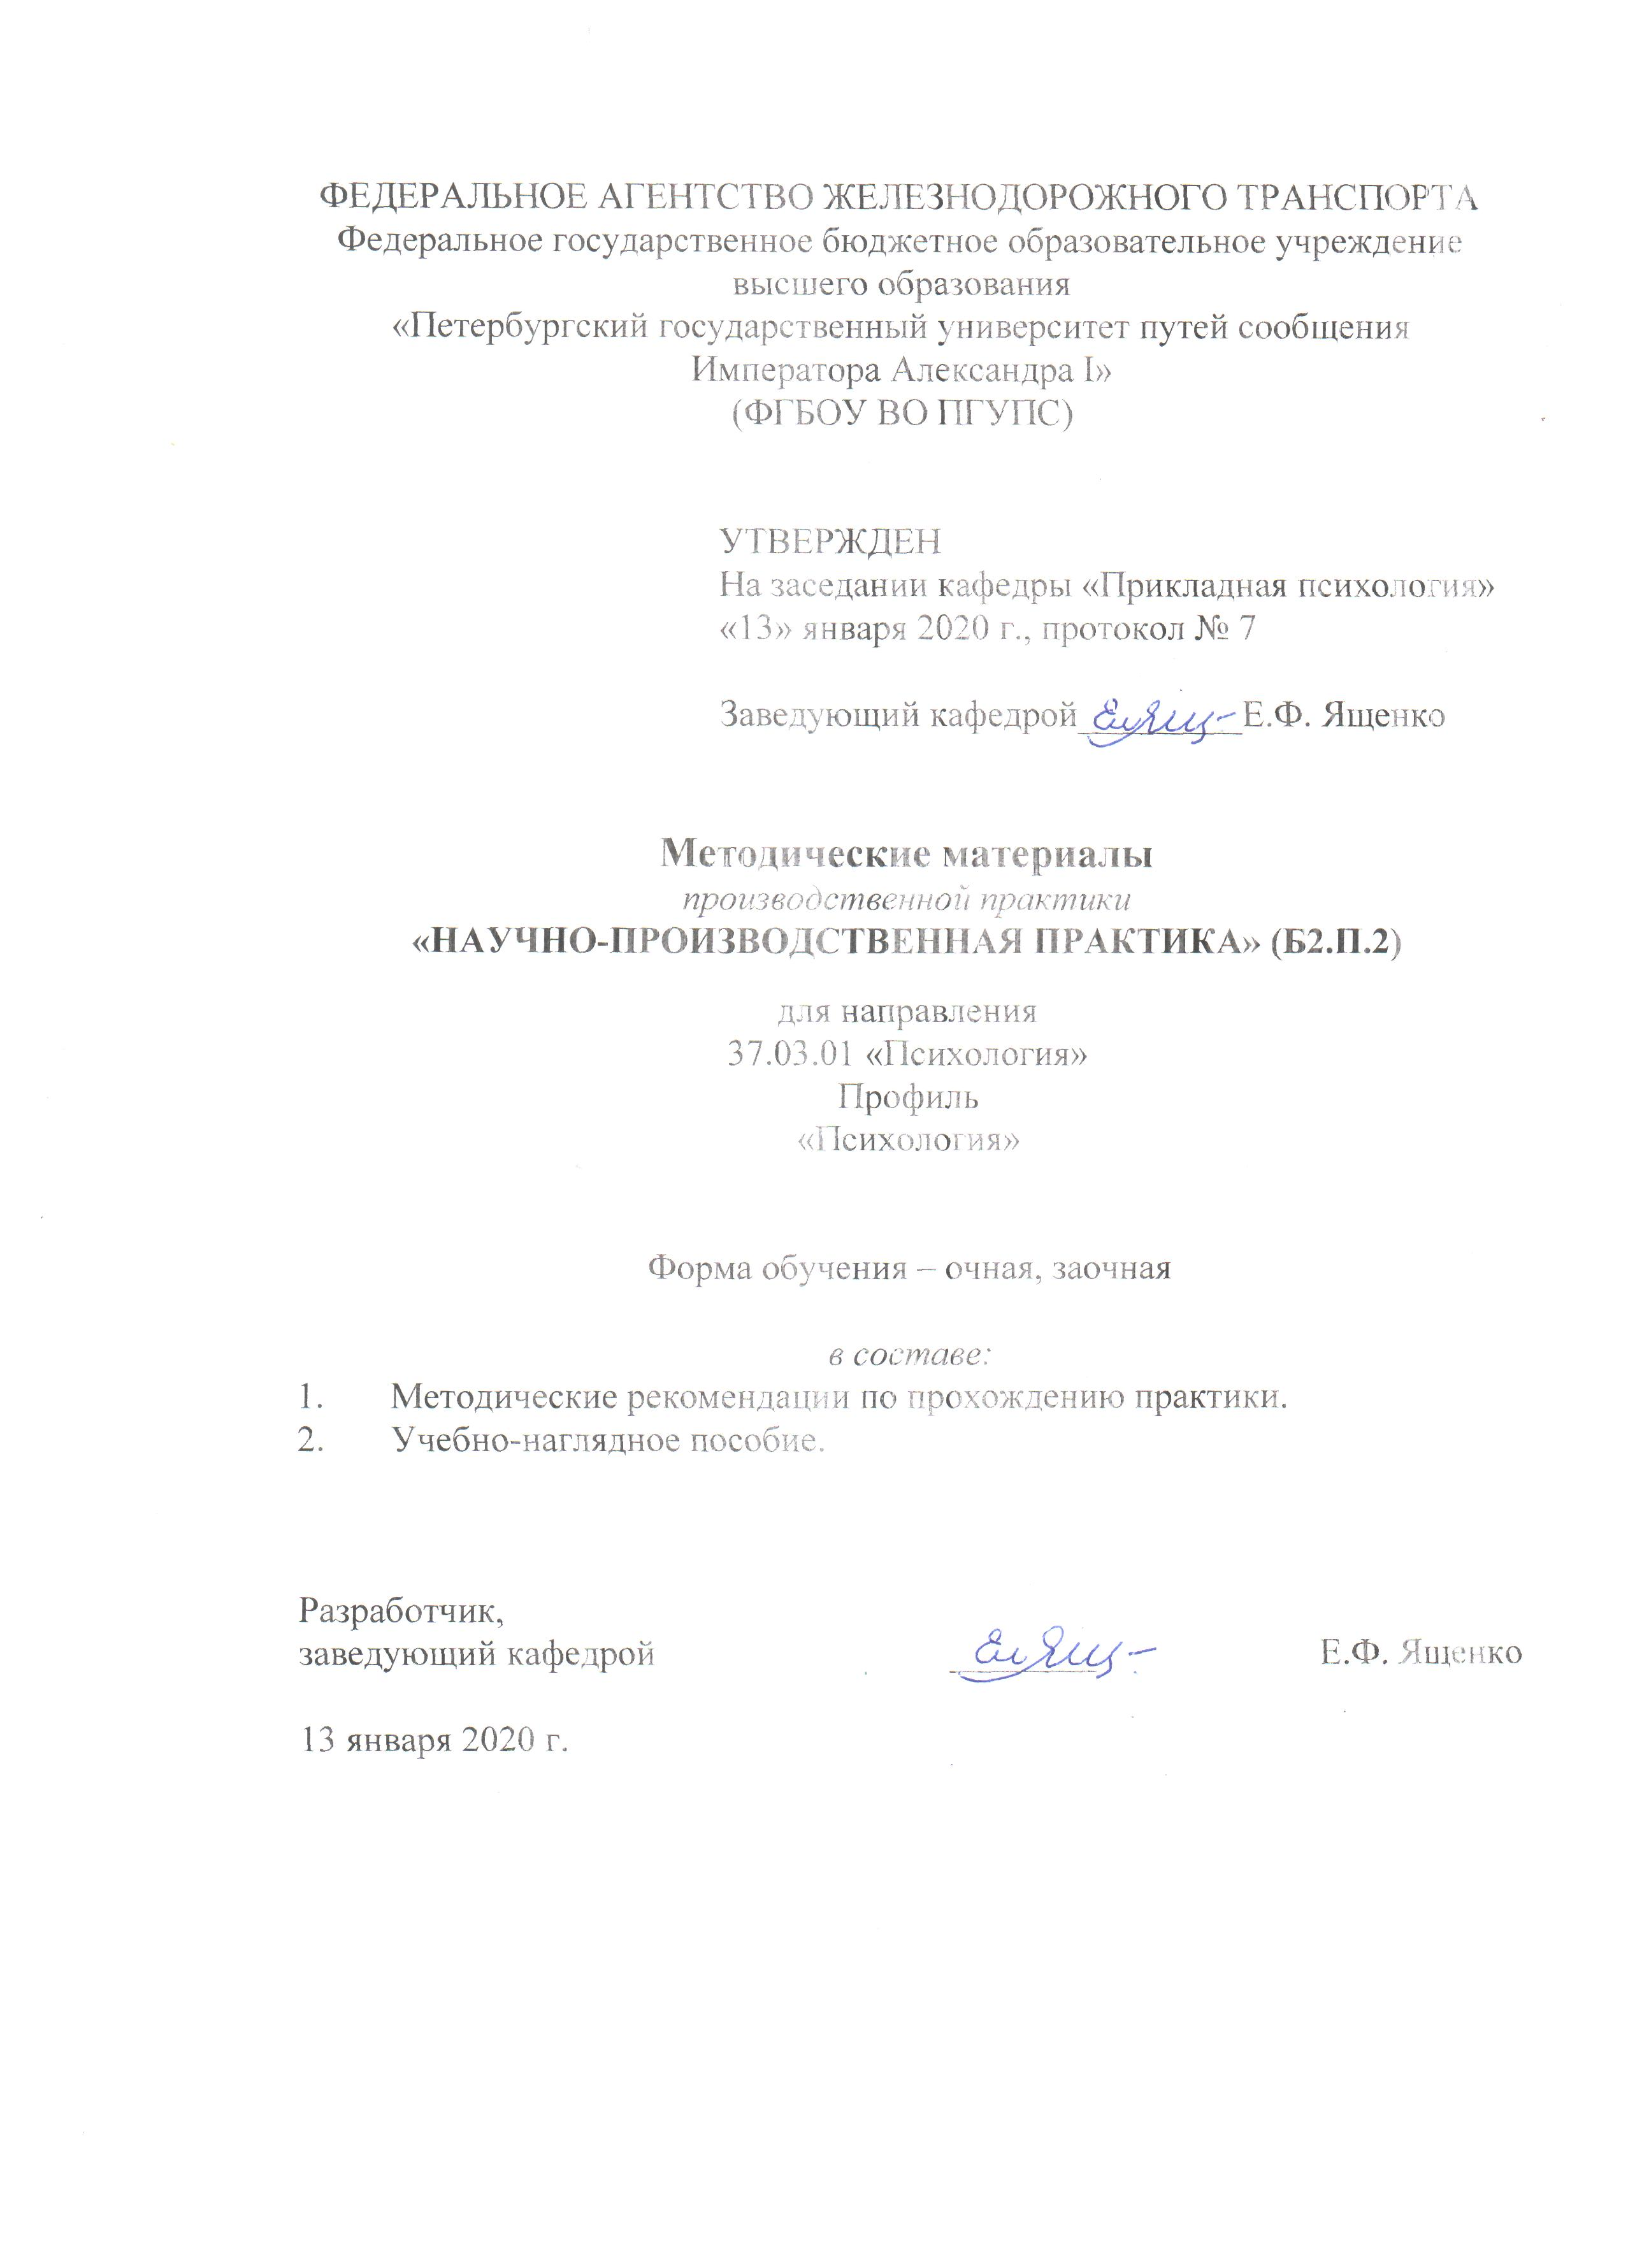 ФЕДЕРАЛЬНОЕ АГЕНТСТВО ЖЕЛЕЗНОДОРОЖНОГО ТРАНСПОРТА
Федеральное государственное бюджетное образовательное учреждение
высшего образования
«Петербургский государственный университет путей сообщения
Императора Александра I»
(ФГБОУ ВО ПГУПС)
УТВЕРЖДЕН
На заседании кафедры «Прикладная психология»
«13» января 2020 г., протокол № 7
Заведующий кафедрой Е.Ф. Ященко
Методические материалы
производственной практики
«НАУЧНО-ПРОИЗВОДСТВЕННАЯ ПРАКТИКА» (Б2.П.2)
для направления
37.03.01 «Психология»
Профиль
«Психология»
Форма обучения – очная, заочная
в составе:
1. Методические рекомендации по прохождению практики.
2. Учебно-наглядное пособие.
Разработчик,
заведующий кафедрой Е.Ф. Ященко
13 января 2020 г.